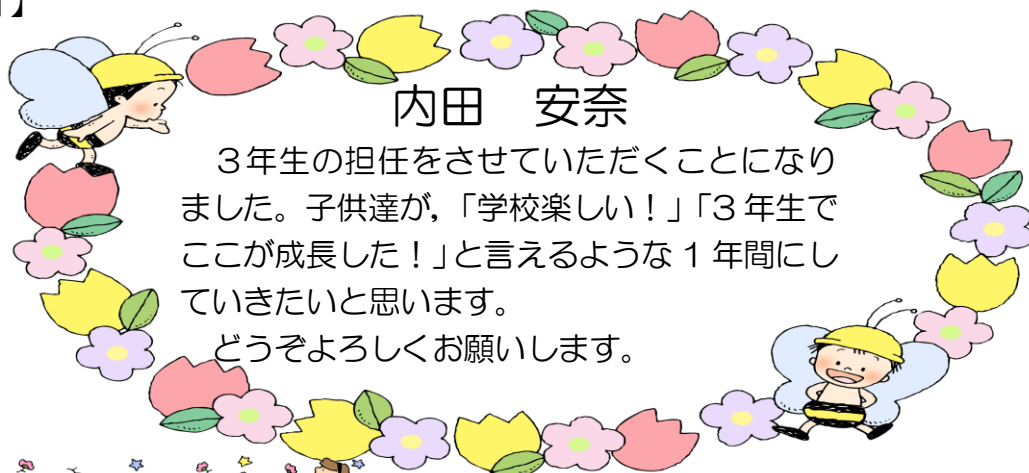 】
内田　安奈
　３年生の担任をさせていただくことになり
ました。子供達が，「学校楽しい！」「３年生で
ここが成長した！」と言えるような１年間にし
ていきたいと思います。
　どうぞよろしくお願いします。